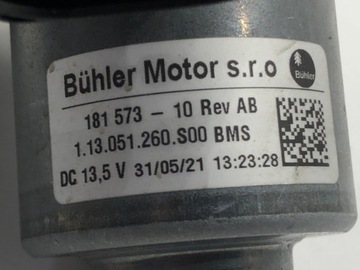 Bühler Motor s.r.o
Bühler
181 573 – 10 Rev AB
1.13.051.260.S00 BMS
DC 13,5 V 31/05/21 13:23:28